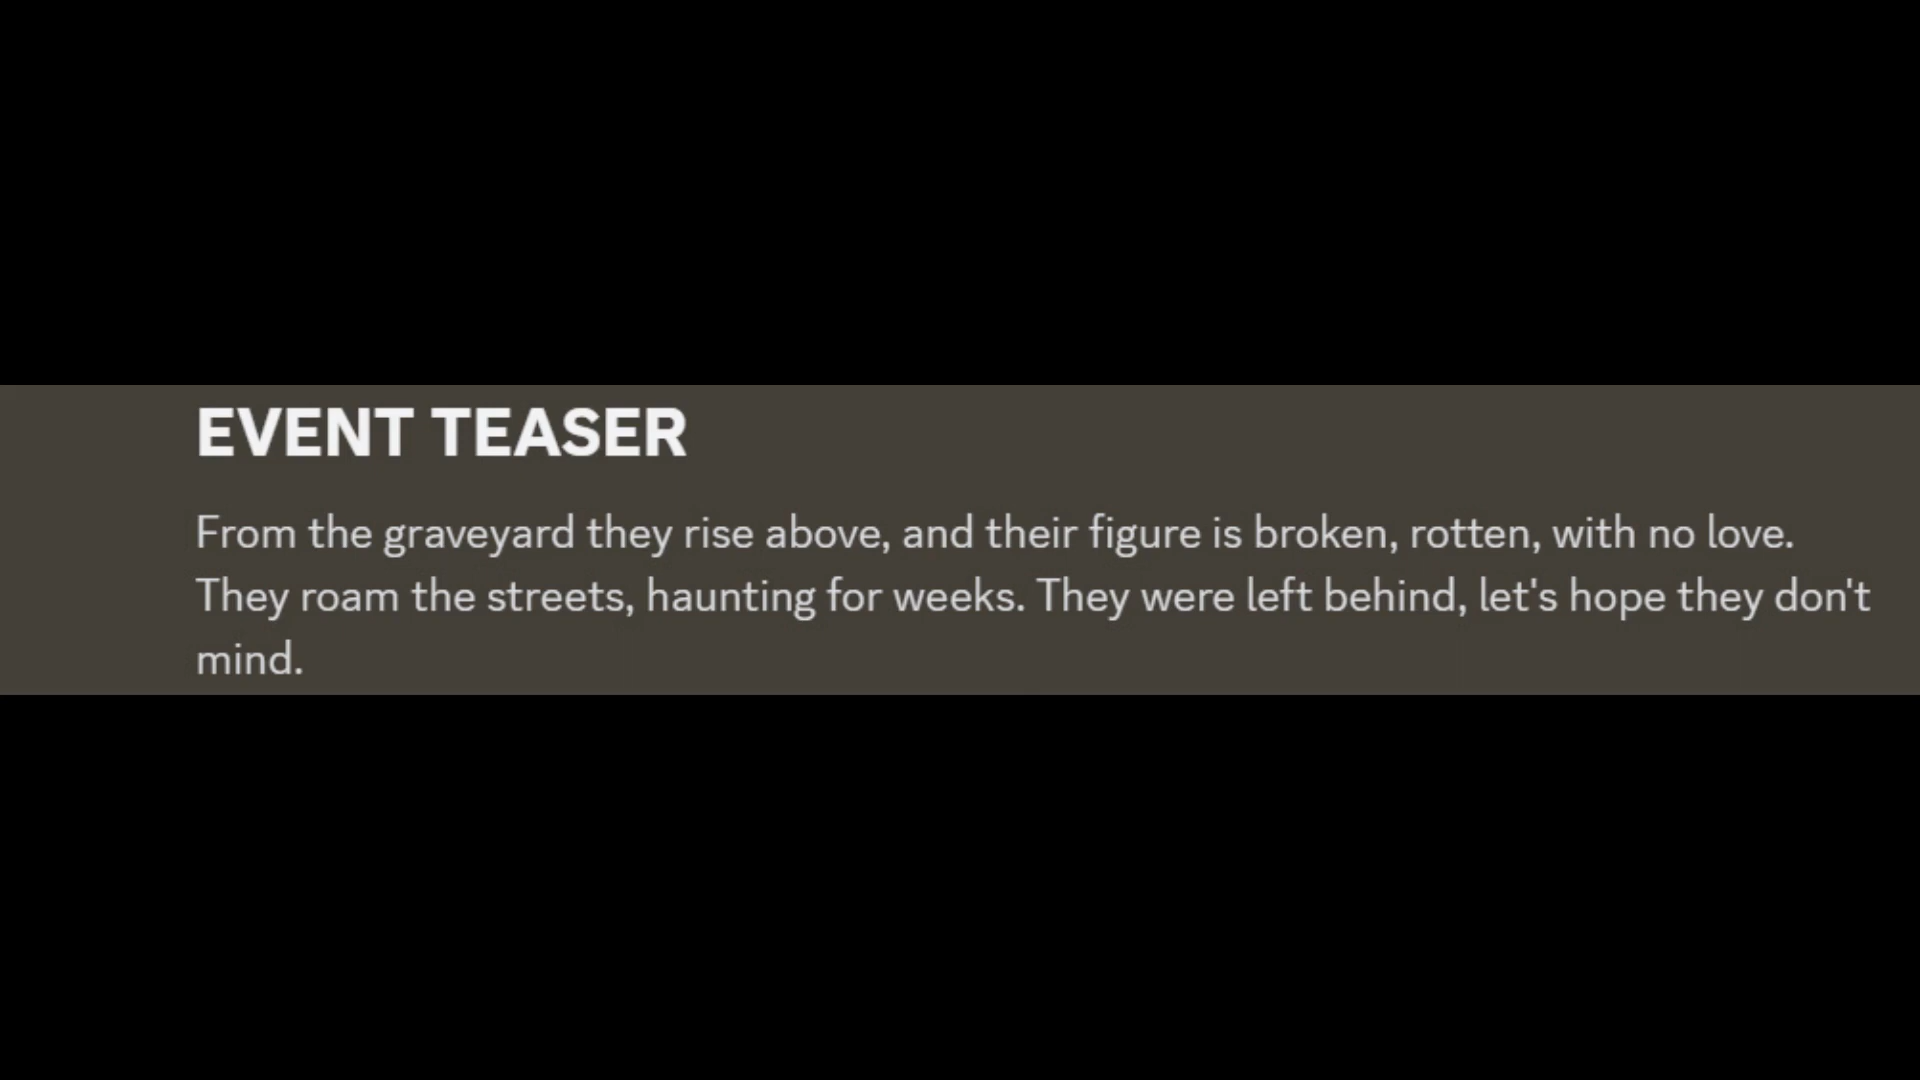 EVENT TEASER
From the graveyard they rise above, and their figure is broken, rotten, with no love.
They roam the streets, haunting for weeks. They were left behind, let's hope they don't
mind.